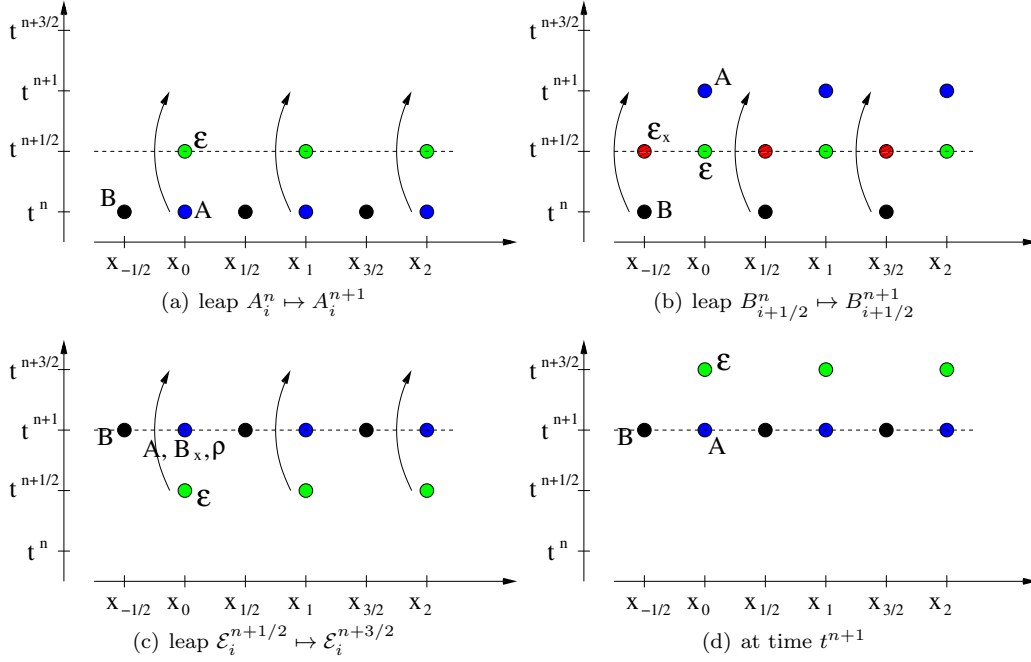 t^{n+3/2}
t^{n+1}
t^{n+1/2}
ε
B
A
t^n
x_{-1/2} x_0 x_{1/2} x_1 x_{3/2} x_2
(a) leap A_i^n ↦ A_i^{n+1}
t^{n+3/2}
A
t^{n+1}
ε_x
t^{n+1/2}
ε
t^n
B
x_{-1/2} x_0 x_{1/2} x_1 x_{3/2} x_2
(b) leap B_{i+1/2}^n ↦ B_{i+1/2}^{n+1}
t^{n+3/2}
t^{n+1}
B
A, B_x, ρ
t^{n+1/2}
ε
t^n
x_{-1/2} x_0 x_{1/2} x_1 x_{3/2} x_2
(c) leap ℰ_i^{n+1/2} ↦ ℰ_i^{n+3/2}
t^{n+3/2}
ε
t^{n+1}
B
A
t^{n+1/2}
t^n
x_{-1/2} x_0 x_{1/2} x_1 x_{3/2} x_2
(d) at time t^{n+1}